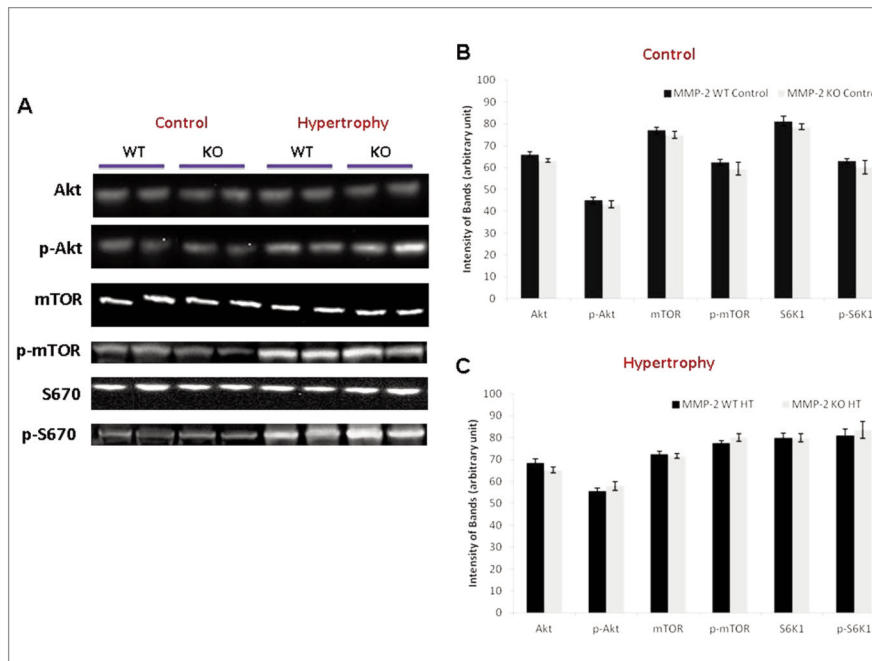 A
Control Hypertrophy
WT KO WT KO
Akt
p-Akt
mTOR
p-mTOR
S670
p-S670
B
Control
MMP-2 WT Control MMP-2 KO Contr
Intensity of Bands (arbitrary unit)
100
90
80
70
60
50
40
30
20
10
0
Akt p-Akt mTOR p-mTOR S6K1 p-S6K1
C
Hypertrophy
MMP-2 WT HT MMP-2 KO HT
Intensity of Bands (arbitrary unit)
100
90
80
70
60
50
40
30
20
10
0
Akt p-Akt mTOR p-mTOR S6K1 p-S6K1